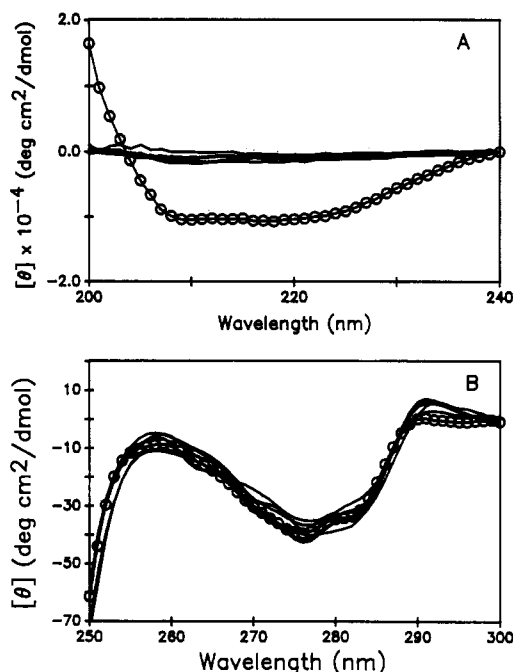 A
[θ] x 10⁻⁴ (deg cm²/dmol)
2.0
0.0
-2.0
200
220
240
Wavelength (nm)
B
[θ] (deg cm²/dmol)
10
-10
-30
-50
-70
250
260
270
280
290
300
Wavelength (nm)